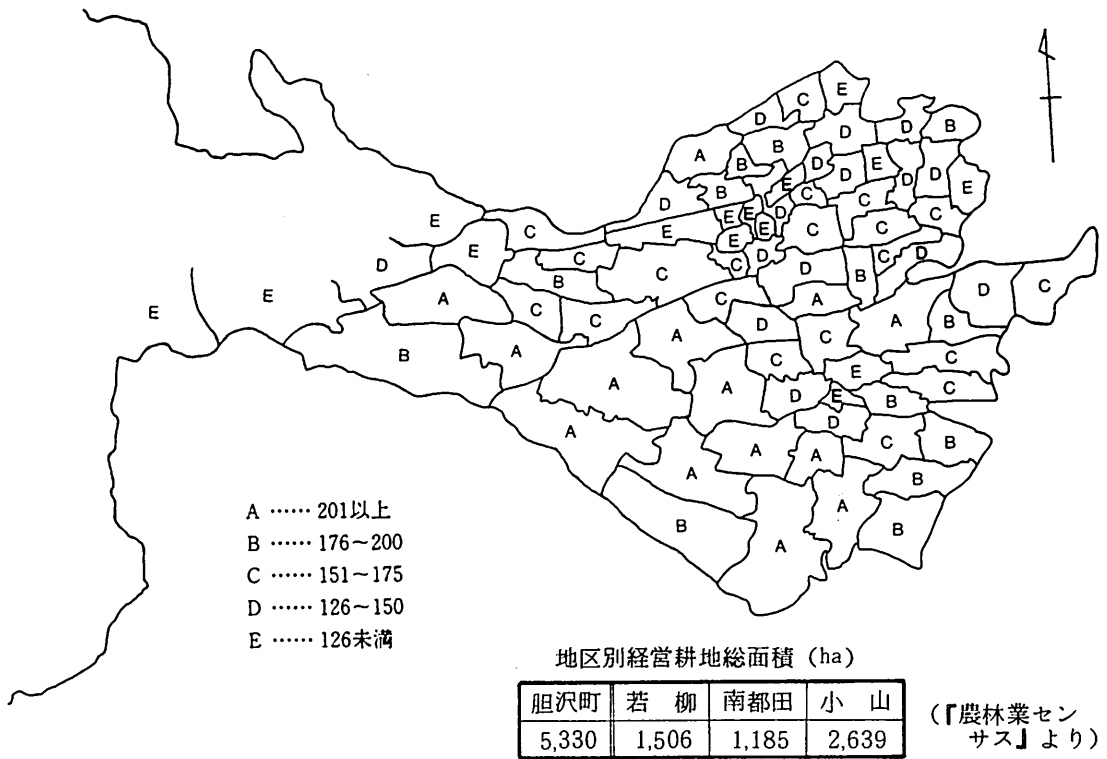 E
C
D
D D B
B
A B D D E D
E D E
D B C C
E E D C
E C E E C C
E E
D C C D D C D
B C B
E A C A D C
E C C D A B
B A A C C C
E A A C
D E B
A D
C B
A A
A B
A
B B
A
A …… 201以上
B …… 176~200
C …… 151~175
D …… 126~150
E …… 126未満
地区別経営耕地総面積 (ha)
胆沢町 若柳 南都田 小山
5,330 1,506 1,185 2,639
(『農林業セン
サス』より)